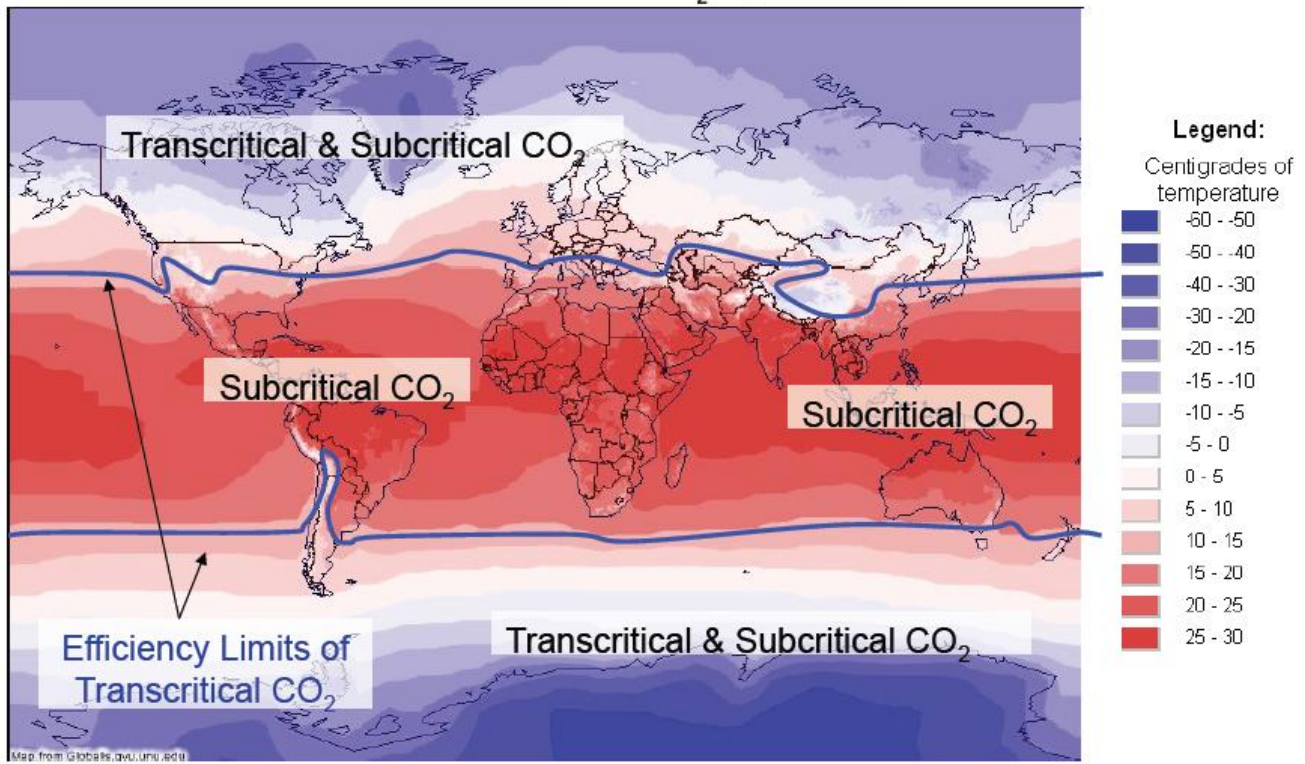 2
Transcritical & Subcritical CO₂
Subcritical CO₂
Subcritical CO₂
Efficiency Limits of
Transcritical CO₂
Transcritical & Subcritical CO₂
Map from Globalis.gvu.unu.edu
Legend:
Centigrades of
temperature
-60 - -50
-50 - -40
-40 - -30
-30 - -20
-20 - -15
-15 - -10
-10 - -5
-5 - 0
0 - 5
5 - 10
10 - 15
15 - 20
20 - 25
25 - 30